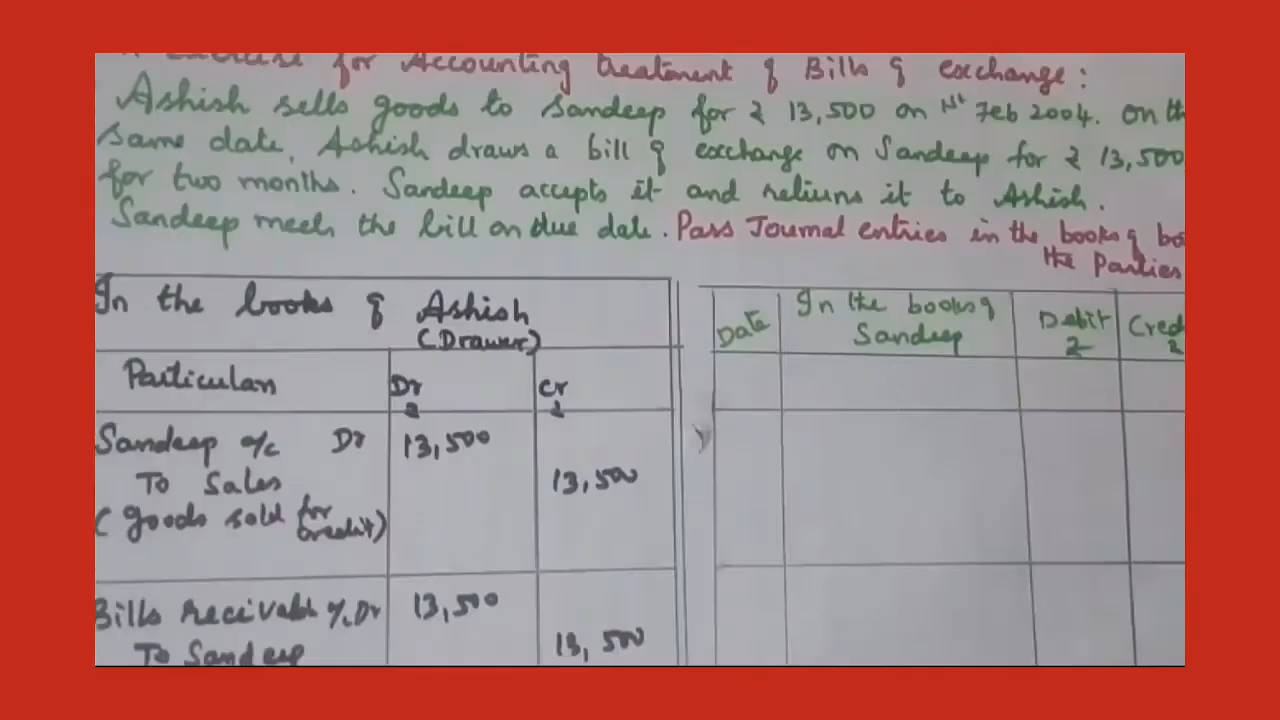 Exercise for Accounting treatment of Bills of exchange:
Ashish sells goods to Sandeep for ₹ 13,500 on 1st Feb 2004. on th
same date, Ashish draws a bill of exchange on Sandeep for ₹ 13,500
for two months. Sandeep accepts it and retuns it to Ashish.
Sandeep meets the bill on due date. Pass Journal entries in the books of bo
the Parties
In the books of Ashish
(Drawer)
Particulars
Dr
₹
Cr
₹
Sandeep a/c Dr 13,500
To Sales 13,500
(goods sold for
credit)
Bills recivable a/c. Dr 13,500
To Sandeep 13,500
Date
In the books of
Sandeep
Debit
₹
Cred
₹